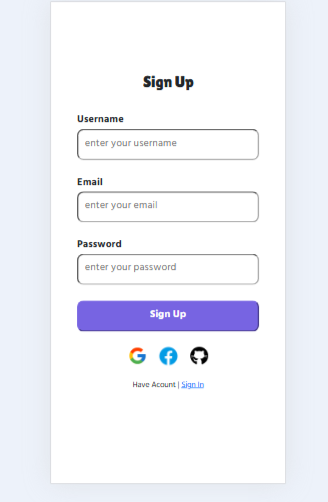 Sign Up
Username
enter your username
Email
enter your email
Password
enter your password
Sign Up
Have Acount | Sign In